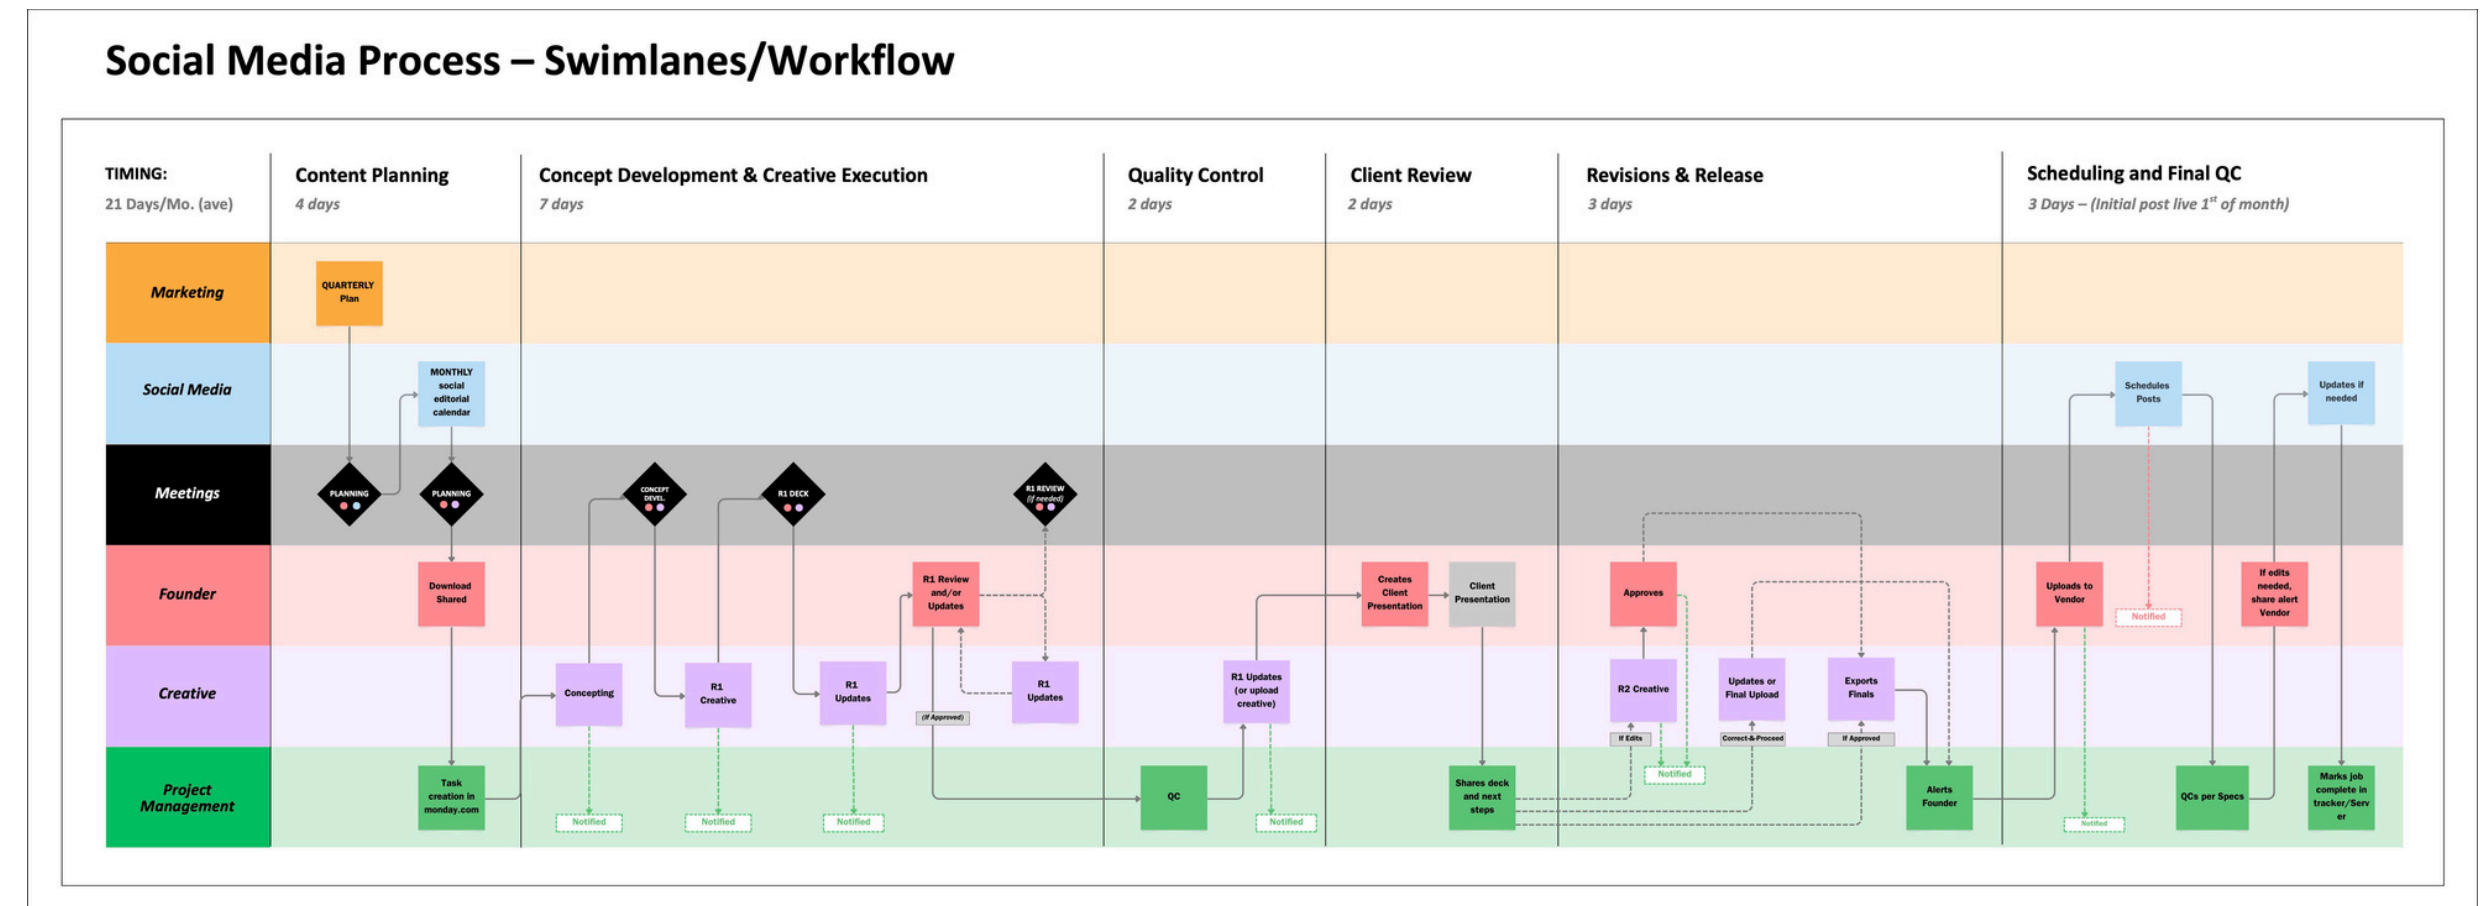 Social Media Process – Swimlanes/Workflow
TIMING:
21 Days/Mo. (ave)
Content Planning
4 days
Concept Development & Creative Execution
7 days
Quality Control
2 days
Client Review
2 days
Revisions & Release
3 days
Scheduling and Final QC
3 Days – (Initial post live 1st of month)
Marketing
QUARTERLY
Plan
Social Media
MONTHLY
social
editorial
calendar
Schedules
Posts
Updates if
needed
Meetings
PLANNING
PLANNING
CONCEPT
DEVEL.
R1 DECK
R1 REVIEW
(if needed)
Founder
Download
Shared
R1 Review
and/or
Updates
Creates
Client
Presentation
Client
Presentation
Approves
Uploads to
Vendor
Notified
If edits
needed,
share alert
Vendor
Creative
Concepting
R1
Creative
R1
Updates
(If Approved)
R1
Updates
R1 Updates
(or upload
creative)
R2 Creative
Updates or
Final Upload
Exports
Finals
If Edits
Correct-&-Proceed
If Approved
Project
Management
Task
creation in
monday.com
Notified
Notified
Notified
QC
Notified
Shares deck
and next
steps
Notified
Alerts
Founder
Notified
QCs per Specs
Marks job
complete in
tracker/Serv
er